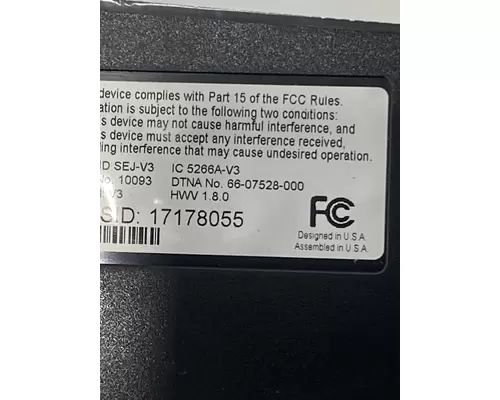 device complies with Part 15 of the FCC Rules.
ation is subject to the following two conditions:
s device may not cause harmful interference, and
s device must accept any interference received,
ding interference that may cause undesired operation.
ID SEJ-V3 IC 5266A-V3
No. 10093 DTNA No. 66-07528-000
V3 HWV 1.8.0
SID: 17178055
FC
Designed in U.S.A.
Assembled in U.S.A.